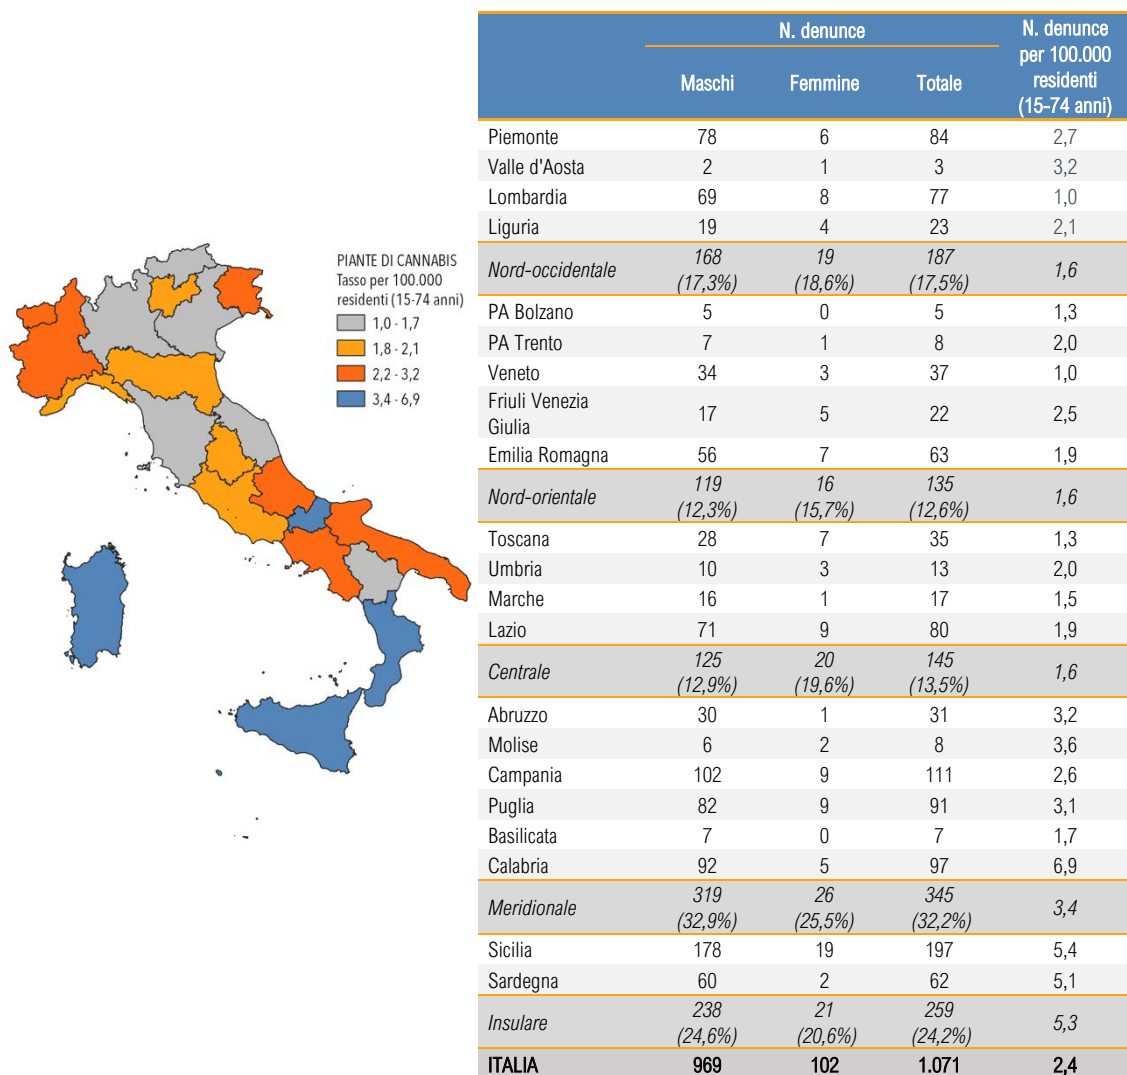 PIANTE DI CANNABIS
Tasso per 100.000
residenti (15-74 anni)
1,0 - 1,7
1,8 - 2,1
2,2 - 3,2
3,4 - 6,9
N. denunce N. denunce
per 100.000
residenti
(15-74 anni)
Maschi Femmine Totale
Piemonte 78 6 84 2,7
Valle d'Aosta 2 1 3 3,2
Lombardia 69 8 77 1,0
Liguria 19 4 23 2,1
Nord-occidentale 168 19 187 1,6
(17,3%) (18,6%) (17,5%)
PA Bolzano 5 0 5 1,3
PA Trento 7 1 8 2,0
Veneto 34 3 37 1,0
Friuli Venezia
Giulia 17 5 22 2,5
Emilia Romagna 56 7 63 1,9
Nord-orientale 119 16 135 1,6
(12,3%) (15,7%) (12,6%)
Toscana 28 7 35 1,3
Umbria 10 3 13 2,0
Marche 16 1 17 1,5
Lazio 71 9 80 1,9
Centrale 125 20 145 1,6
(12,9%) (19,6%) (13,5%)
Abruzzo 30 1 31 3,2
Molise 6 2 8 3,6
Campania 102 9 111 2,6
Puglia 82 9 91 3,1
Basilicata 7 0 7 1,7
Calabria 92 5 97 6,9
Meridionale 319 26 345 3,4
(32,9%) (25,5%) (32,2%)
Sicilia 178 19 197 5,4
Sardegna 60 2 62 5,1
Insulare 238 21 259 5,3
(24,6%) (20,6%) (24,2%)
ITALIA 969 102 1.071 2,4